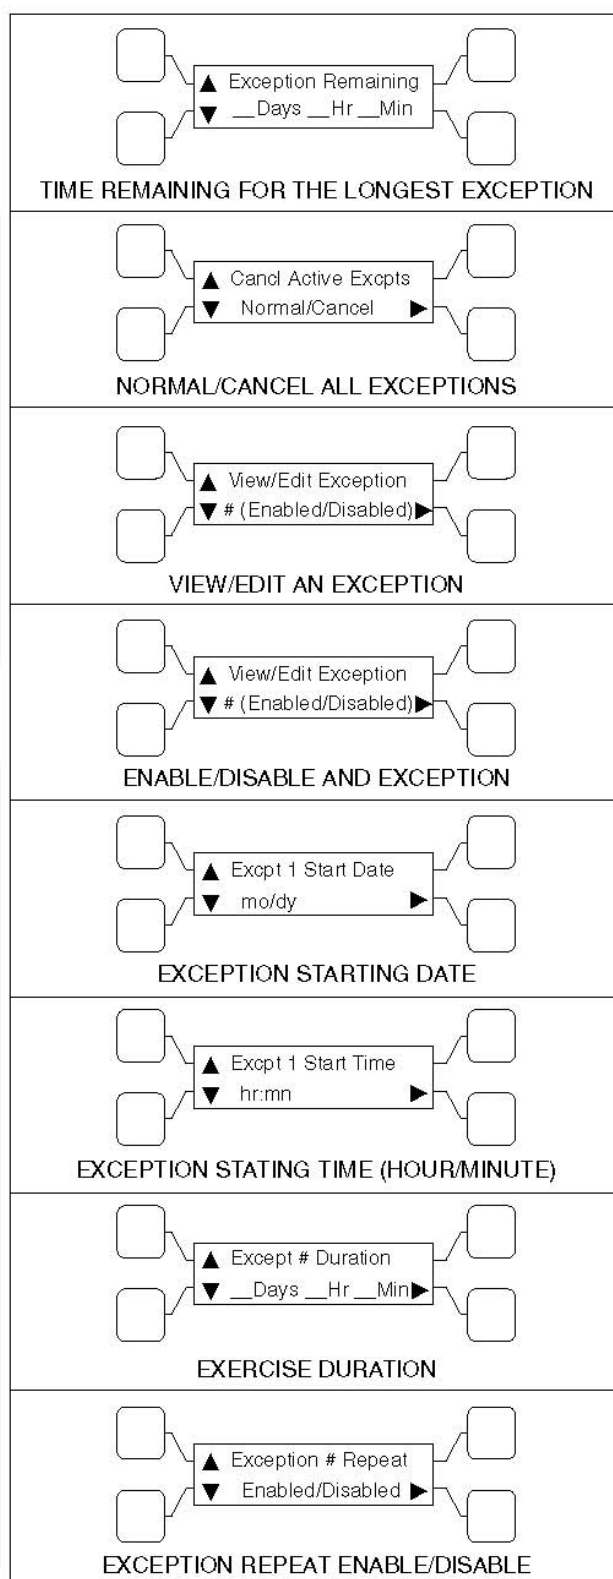 ▲ Exception Remaining
▼ __Days __Hr __Min
TIME REMAINING FOR THE LONGEST EXCEPTION
▲ Cancl Active Excpts
▼ Normal/Cancel ▶
NORMAL/CANCEL ALL EXCEPTIONS
▲ View/Edit Exception
▼ # (Enabled/Disabled) ▶
VIEW/EDIT AN EXCEPTION
▲ View/Edit Exception
▼ # (Enabled/Disabled) ▶
ENABLE/DISABLE AND EXCEPTION
▲ Excpt 1 Start Date
▼ mo/dy ▶
EXCEPTION STARTING DATE
▲ Excpt 1 Start Time
▼ hr:mn ▶
EXCEPTION STATING TIME (HOUR/MINUTE)
▲ Except # Duration
▼ __Days __Hr __Min ▶
EXERCISE DURATION
▲ Exception # Repeat
▼ Enabled/Disabled ▶
EXCEPTION REPEAT ENABLE/DISABLE